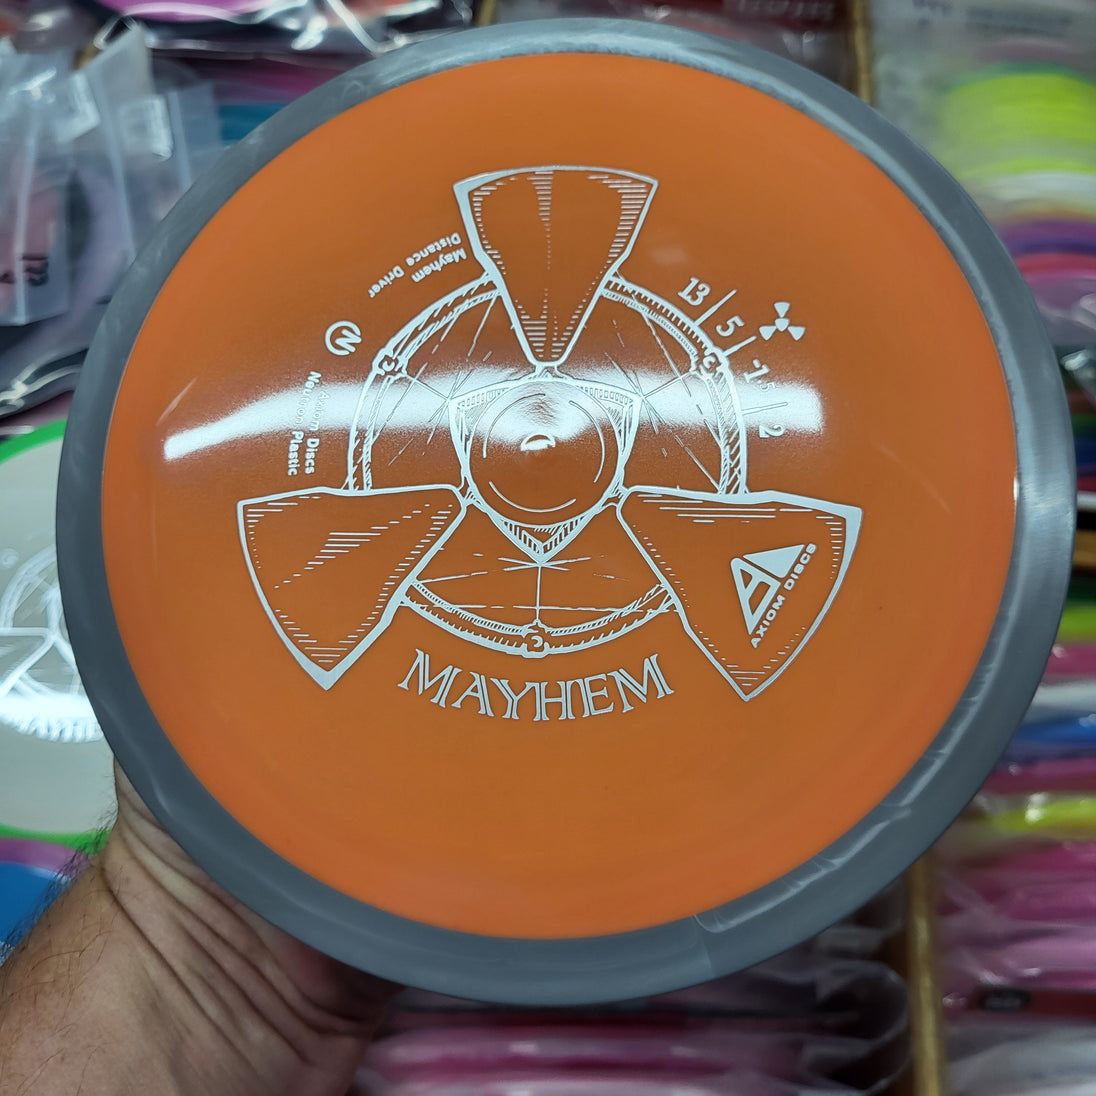 Mayhem
Distance Driver
Axiom Discs
Neutron Plastic
13
5
-1.5
2
AXIOM DISCS
MAYHEM